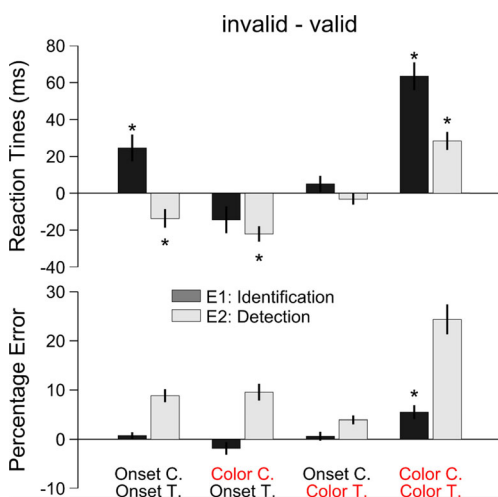 invalid - valid
Reaction Tines (ms)
80
60
40
20
0
-20
-40
*
*
*
*
*
Percentage Error
30
20
10
0
-10
E1: Identification
E2: Detection
*
Onset C. Color C. Onset C. Color C.
Onset T. Onset T. Color T. Color T.